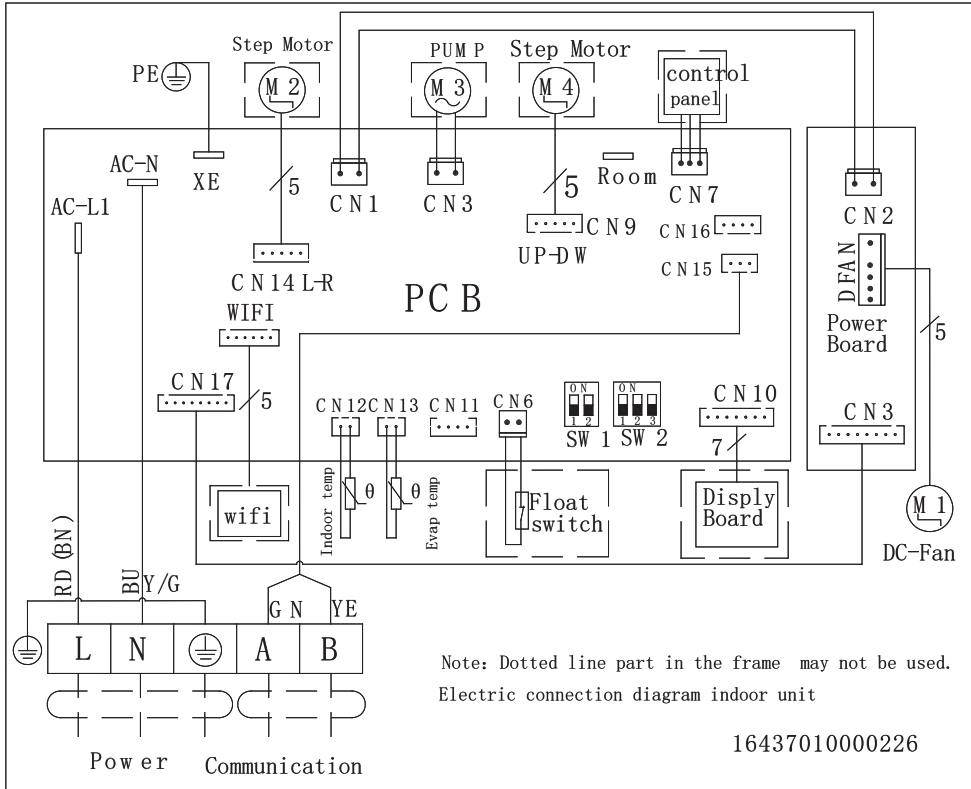 Step Motor
PUMP
Step Motor
PE
M2
M3
M4
control
panel
AC-N
XE
5
CN1
CN3
5
Room
CN7
CN2
AC-L1
CN9
CN16
UP-DW
CN15
CN14 L-R
DFAN
WIFI
PCB
Power
Board
5
CN17
5
CN12
CN13
CN11
CN6
ON
1 2
SW 1
ON
1 2 3
SW 2
CN10
CN3
7
wifi
Indoor temp
θ
Evap temp
θ
Float
switch
Disply
Board
M1
DC-Fan
RD(BN)
BU
Y/G
GN
YE
L
N
A
B
Note: Dotted line part in the frame may not be used.
Electric connection diagram indoor unit
16437010000226
Power
Communication